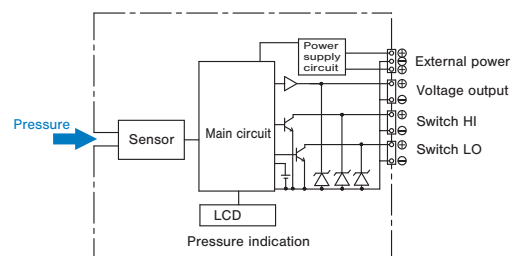 Power
supply
circuit
⊕
⊖
⊕
External power
⊕
Voltage output
⊖
⊕
Switch HI
⊖
⊕
Switch LO
⊖
Pressure
Sensor
Main circuit
LCD
Pressure indication